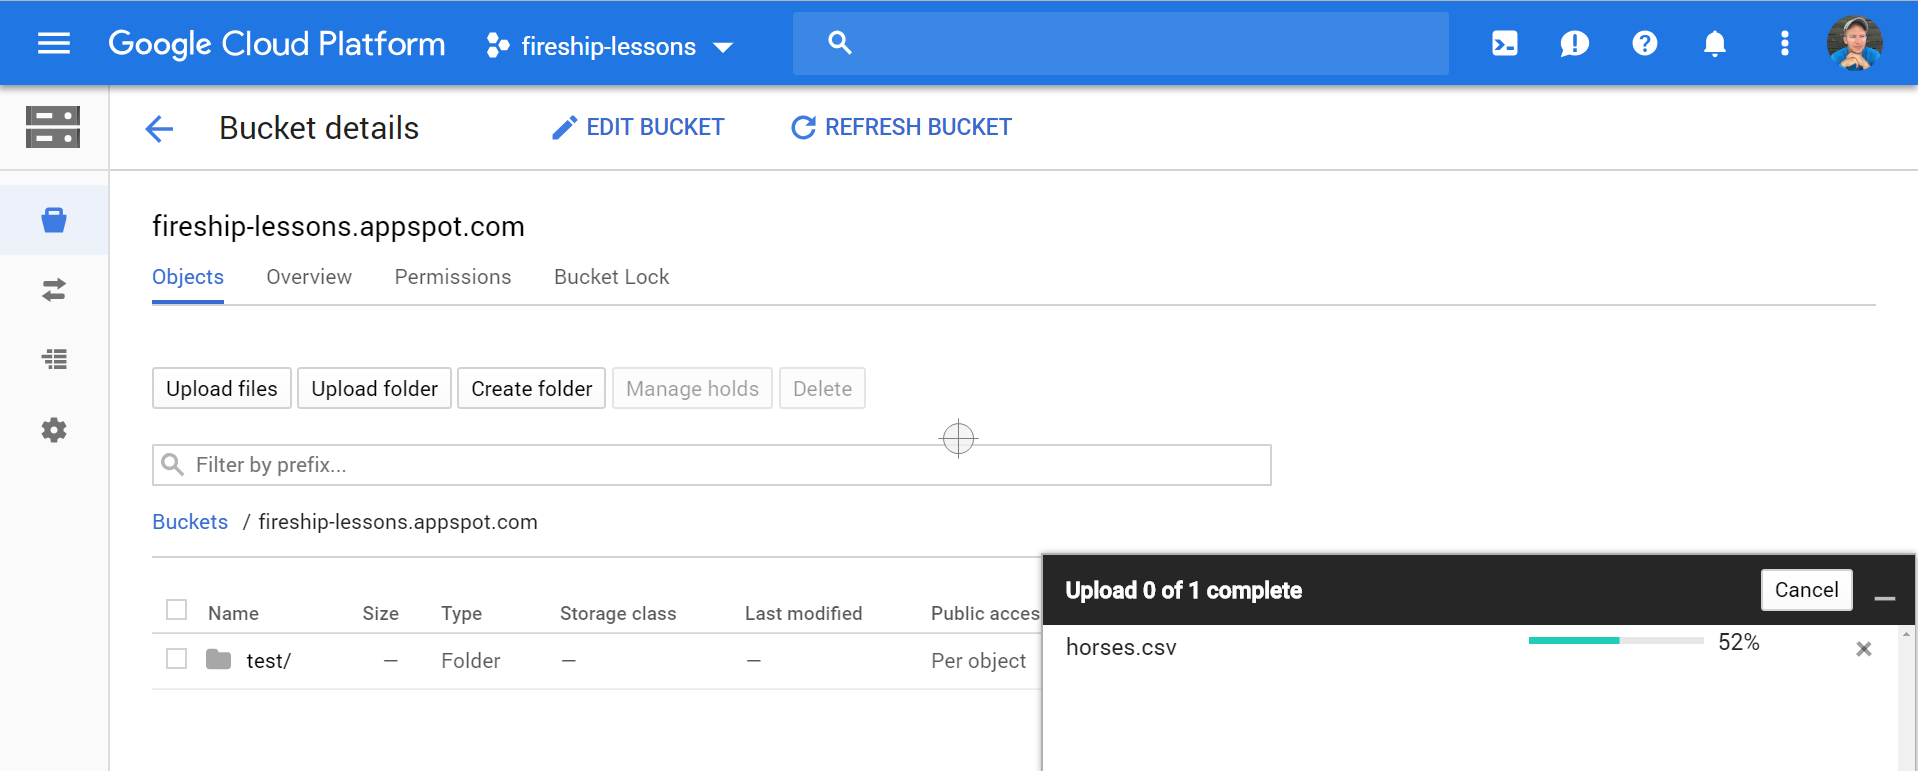 Google Cloud Platform fireship-lessons
Bucket details EDIT BUCKET REFRESH BUCKET
fireship-lessons.appspot.com
Objects Overview Permissions Bucket Lock
Upload files Upload folder Create folder Manage holds Delete
Filter by prefix...
Buckets / fireship-lessons.appspot.com
Name Size Type Storage class Last modified Public acces
test/ — Folder — — Per object
Upload 0 of 1 complete Cancel
horses.csv 52%